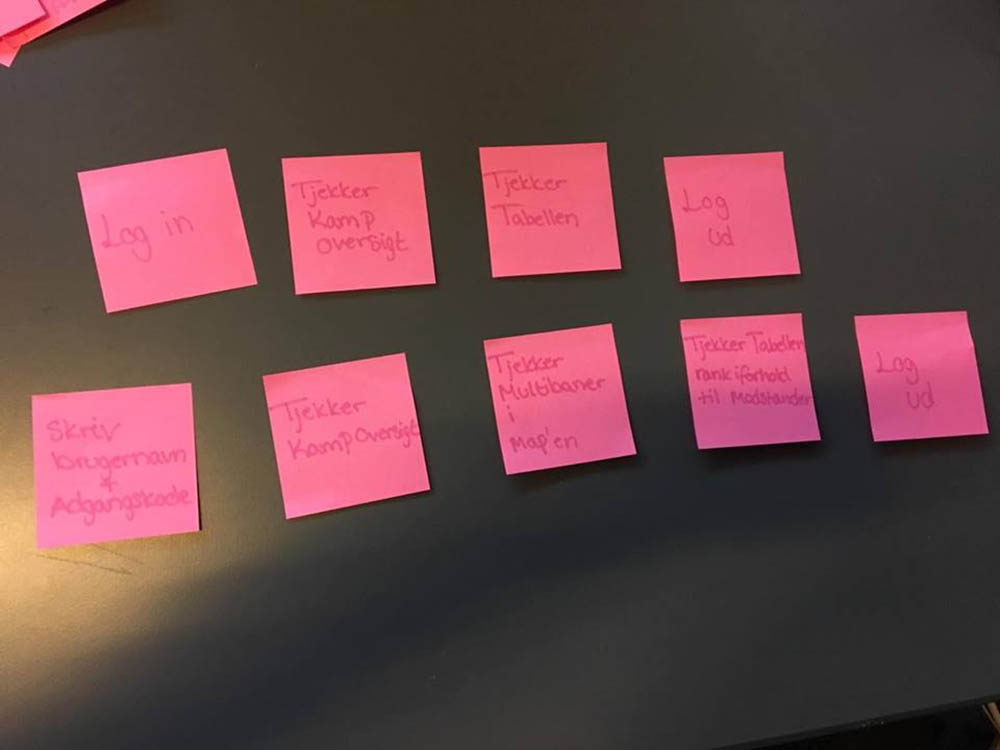 Log in
Tjekker
Kamp
oversigt
Tjekker
Tabellen
Log
ud
Skriv
brugernavn
+
Adgangskode
Tjekker
Kamp oversigt
Tjekker
Multibaner
i
Map'en
Tjekker Tabellen
rank iforhold
til Modstander
Log
ud